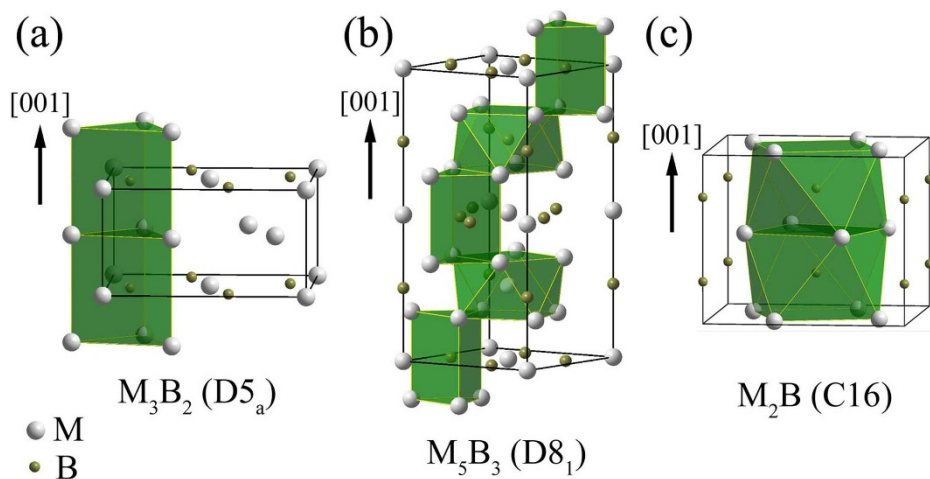 (a)
[001]
M₃B₂ (D5ₐ)
M
B
(b)
[001]
M₅B₃ (D8₁)
(c)
[001]
M₂B (C16)